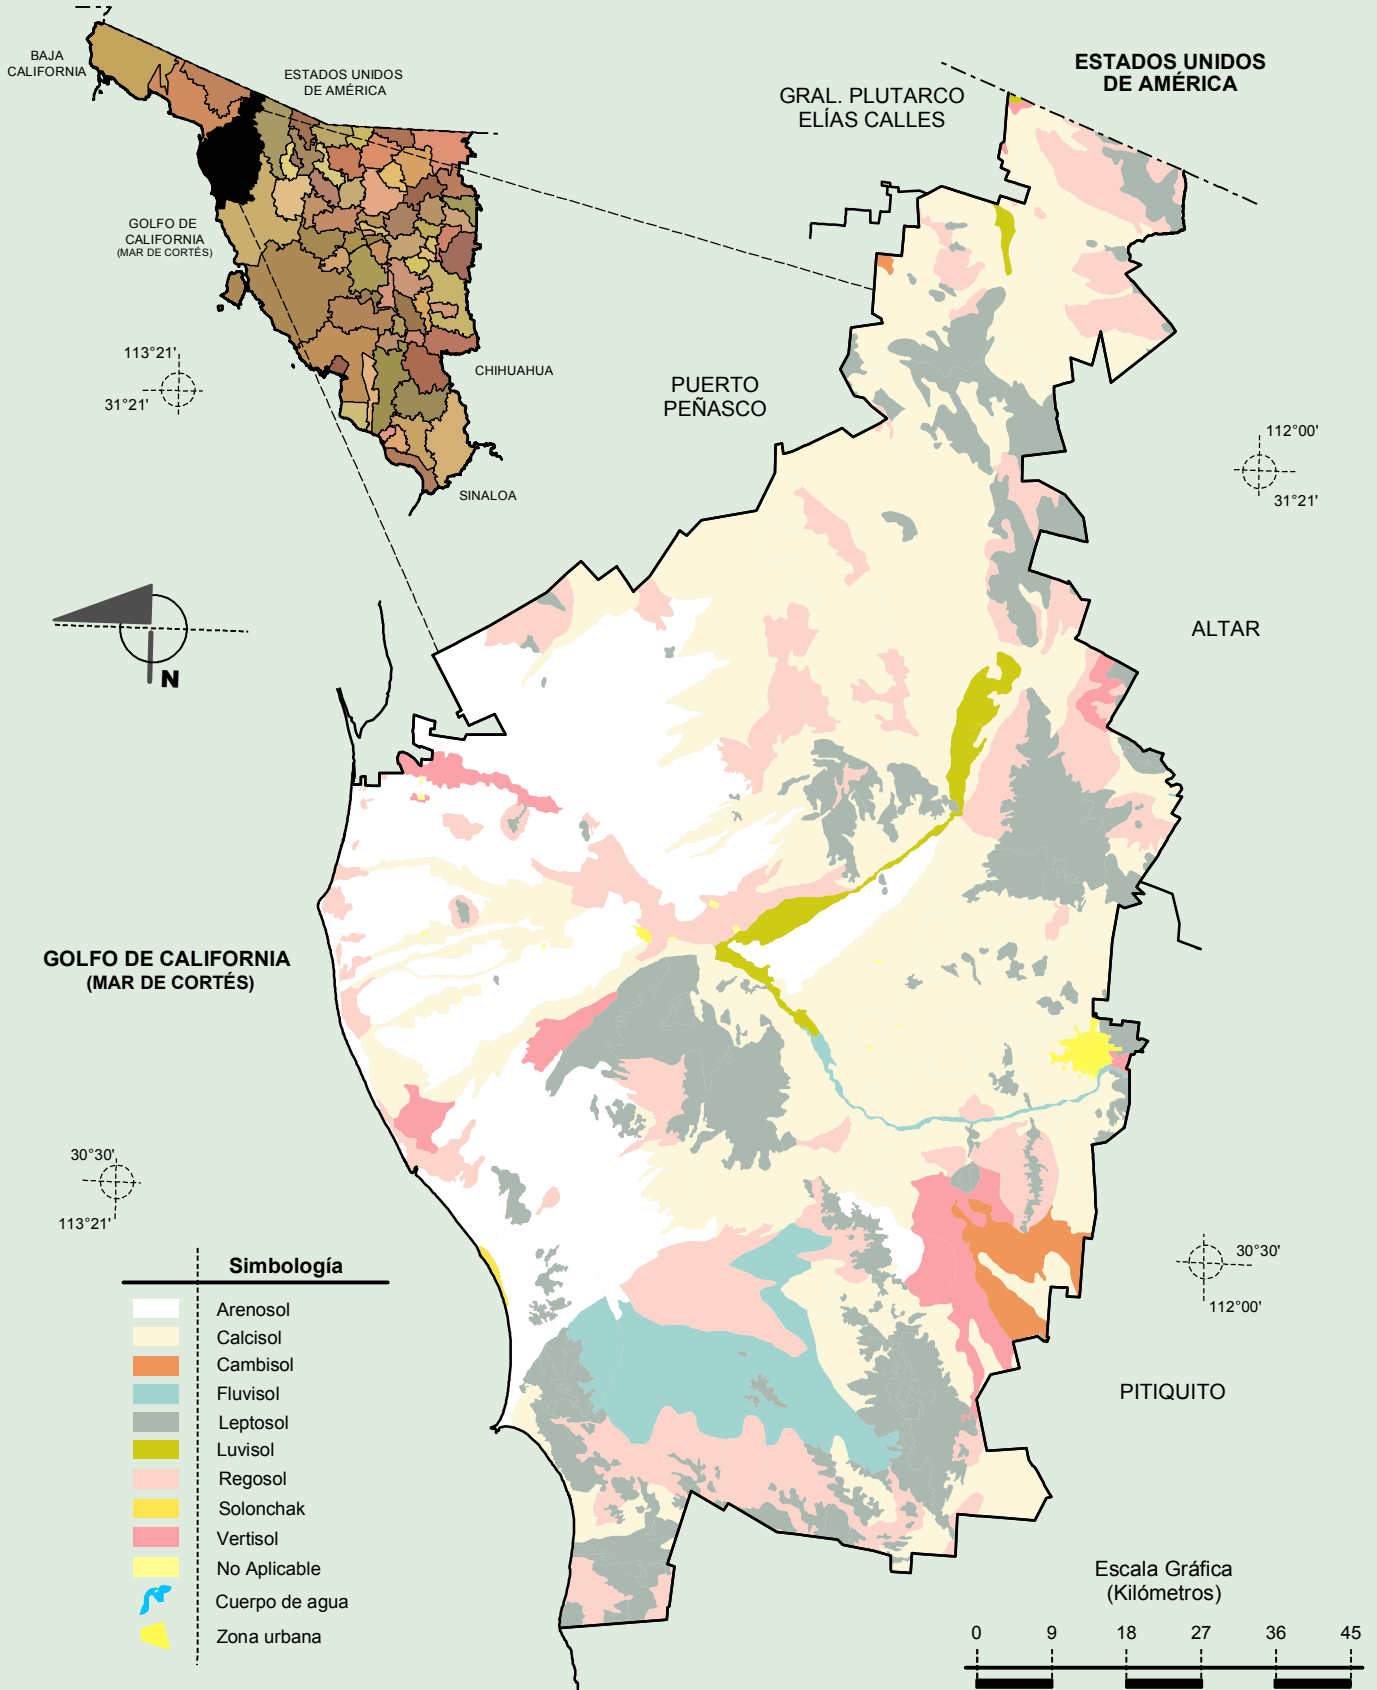 BAJA
CALIFORNIA
ESTADOS UNIDOS
DE AMÉRICA
GOLFO DE
CALIFORNIA
(MAR DE CORTÉS)
CHIHUAHUA
SINALOA
113°21'
31°21'
GRAL. PLUTARCO
ELÍAS CALLES
ESTADOS UNIDOS
DE AMÉRICA
PUERTO
PEÑASCO
112°00'
31°21'
ALTAR
N
GOLFO DE CALIFORNIA
(MAR DE CORTÉS)
30°30'
113°21'
30°30'
112°00'
PITIQUITO
Simbología
Arenosol
Calcisol
Cambisol
Fluvisol
Leptosol
Luvisol
Regosol
Solonchak
Vertisol
No Aplicable
Cuerpo de agua
Zona urbana
Escala Gráfica
(Kilómetros)
0 9 18 27 36 45